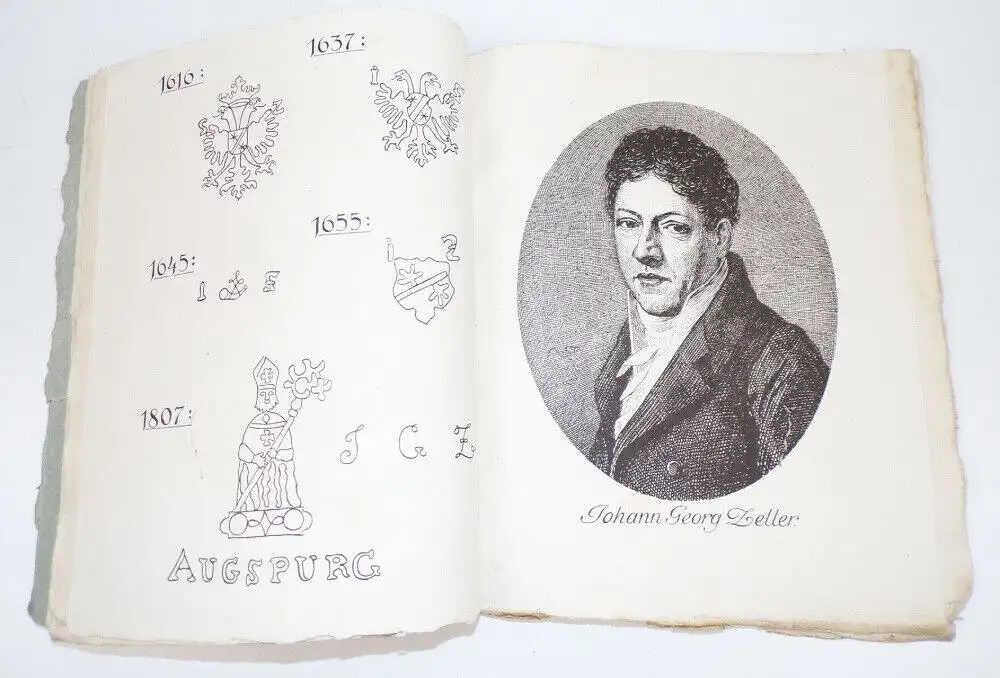 1616:
1637:
1645:
I E
1655:
i Z
1807:
J G Z
AUGSPURG
Johann Georg Zeller.